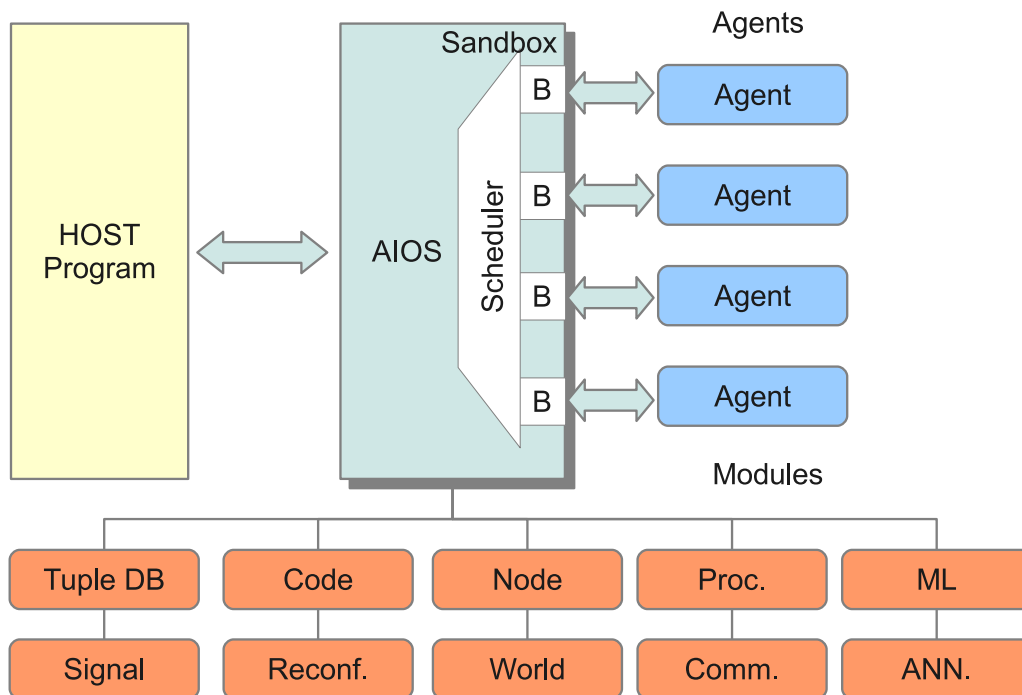 Sandbox
Agents
B
Agent
B
Agent
HOST
Program
AIOS
Scheduler
B
Agent
B
Agent
Modules
Tuple DB
Code
Node
Proc.
ML
Signal
Reconf.
World
Comm.
ANN.